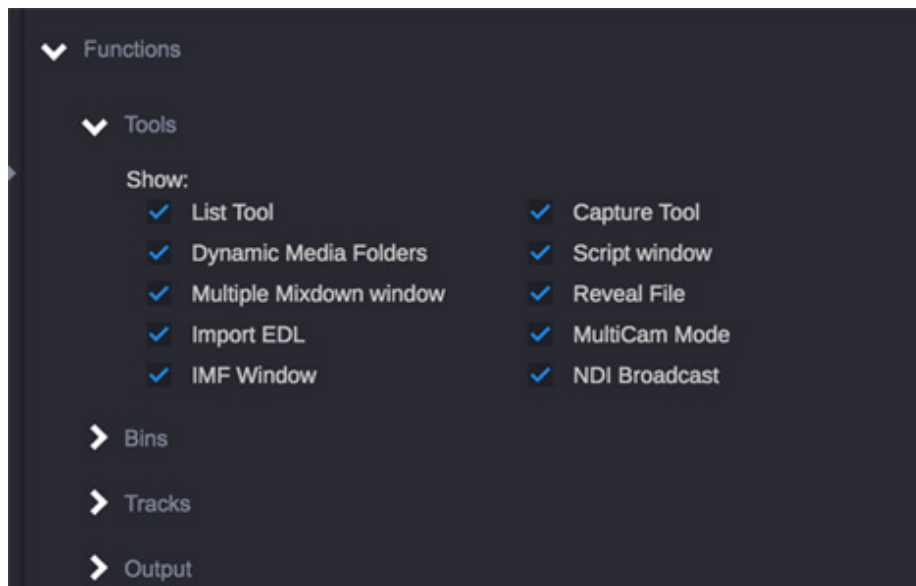 Functions
Tools
Show:
List Tool
Capture Tool
Dynamic Media Folders
Script window
Multiple Mixdown window
Reveal File
Import EDL
MultiCam Mode
IMF Window
NDI Broadcast
Bins
Tracks
Output